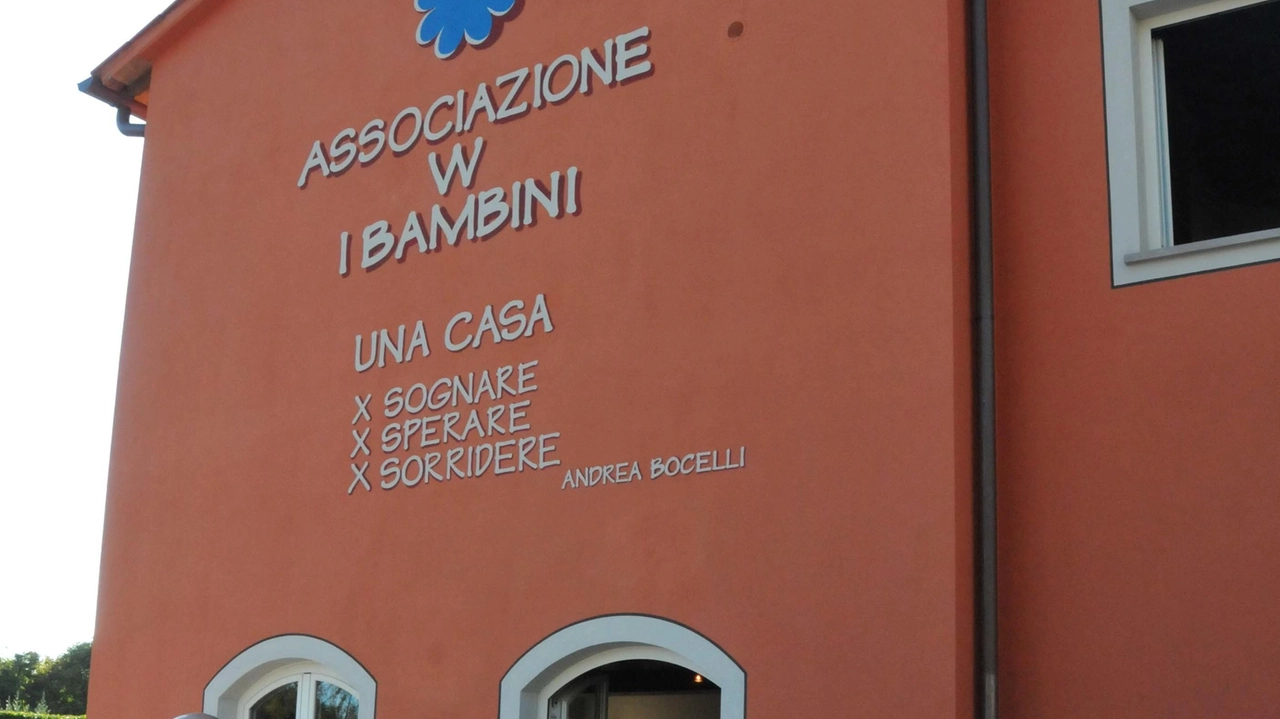 ASSOCIAZIONE
W
I BAMBINI
UNA CASA
X SOGNARE
X SPERARE
X SORRIDERE
ANDREA BOCELLI